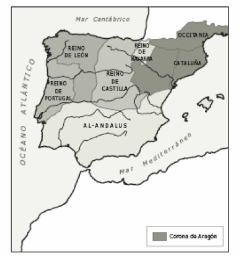 Mar Cantábrico
OCCITANIA
REINO
DE LEÓN
REINO
DE
NAVARRA
CATALUÑA
REINO
DE
CASTILLA
REINO
DE
PORTUGAL
OCÉANO ATLÁNTICO
AL-ANDALUS
Mar Mediterráneo
Corona de Aragón